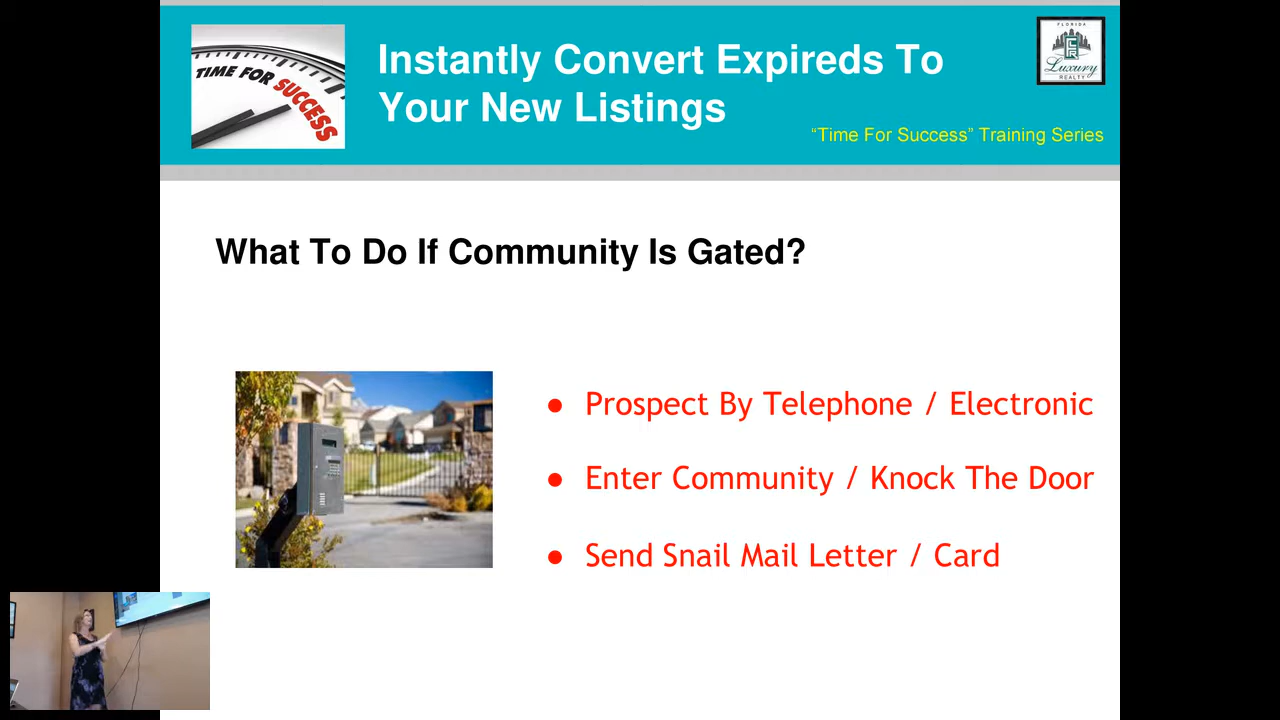 TIME FOR SUCCESS
Instantly Convert Expireds To
Your New Listings
FLORIDA
Luxury
REALTY
“Time For Success” Training Series
What To Do If Community Is Gated?
● Prospect By Telephone / Electronic
● Enter Community / Knock The Door
● Send Snail Mail Letter / Card